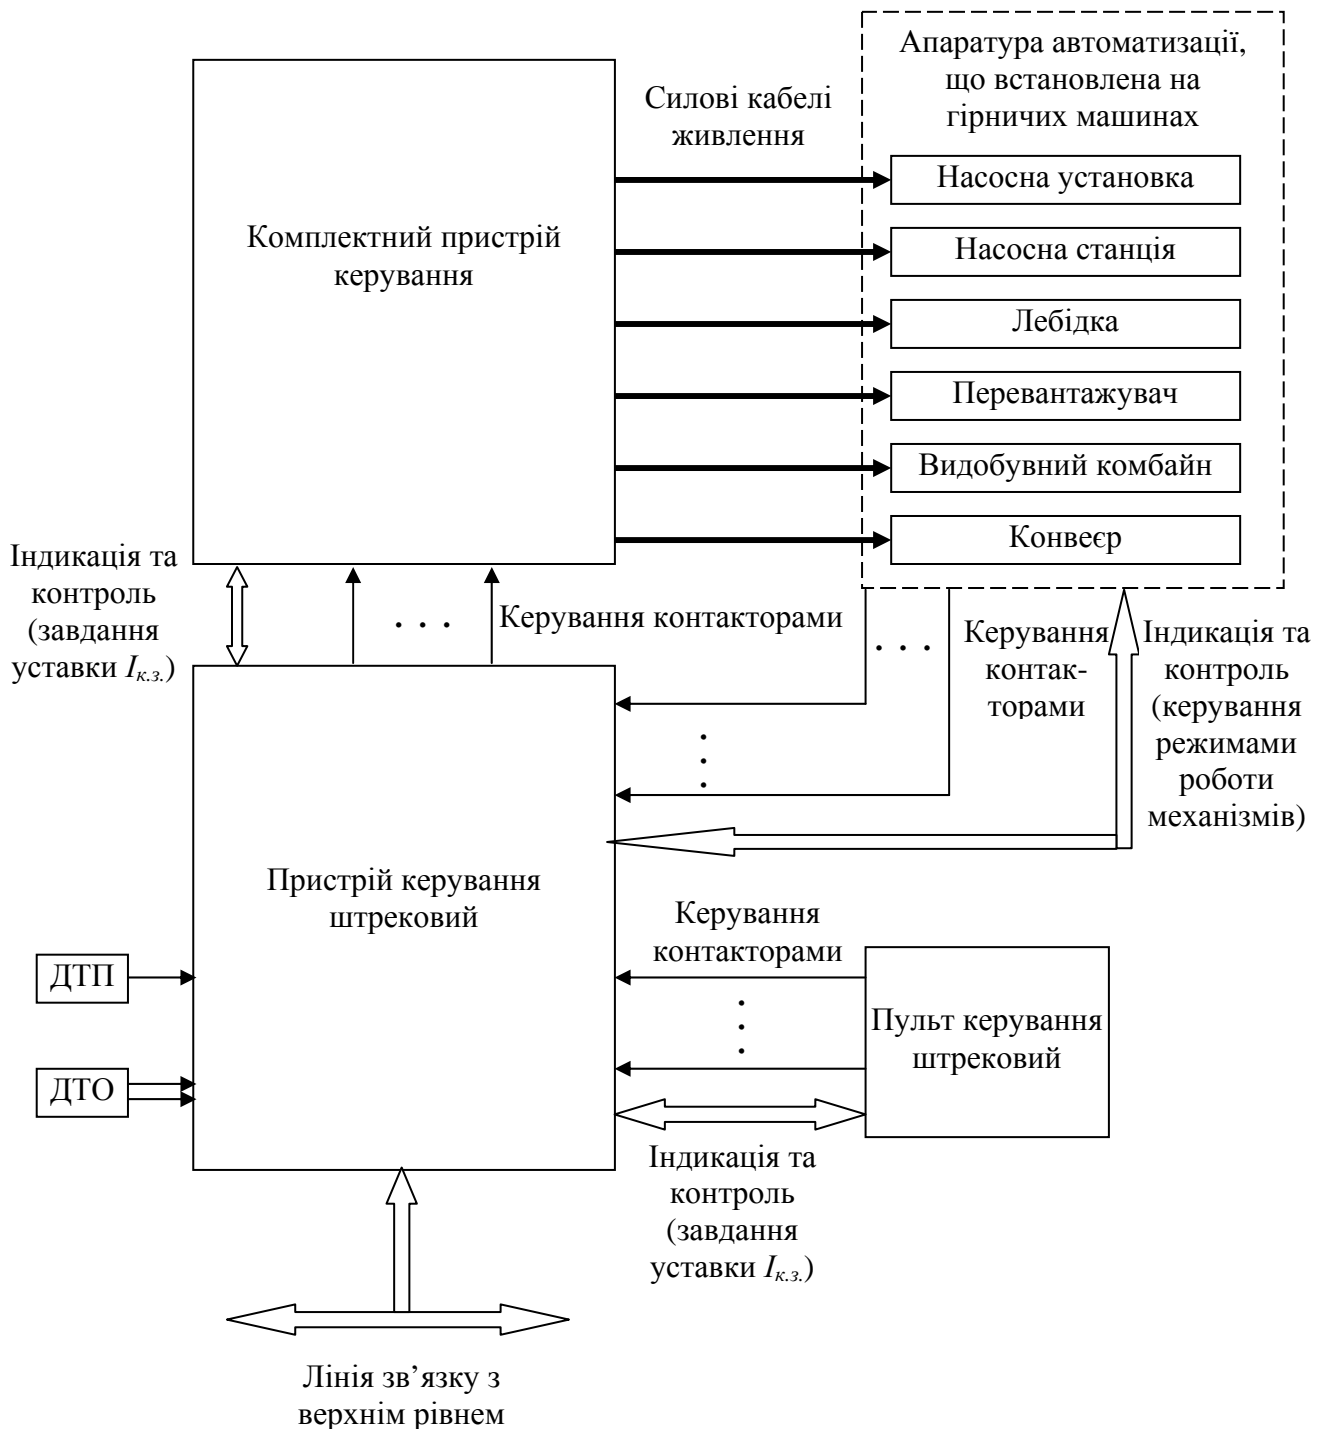 Апаратура автоматизації,
що встановлена на
гірничих машинах
Силові кабелі
живлення
Насосна установка
Комплектний пристрій
керування
Насосна станція
Лебідка
Перевантажувач
Видобувний комбайн
Конвеєр
Індикація та
контроль
(завдання
уставки Iк.з.)
. . .
Керування контакторами
. . .
Керування
контак-
торами
Індикація та
контроль
(керування
режимами
роботи
механізмів)
Пристрій керування
штрековий
Керування
контакторами
ДТП
Пульт керування
штрековий
ДТО
Індикація та
контроль
(завдання
уставки Iк.з.)
Лінія зв’язку з
верхнім рівнем